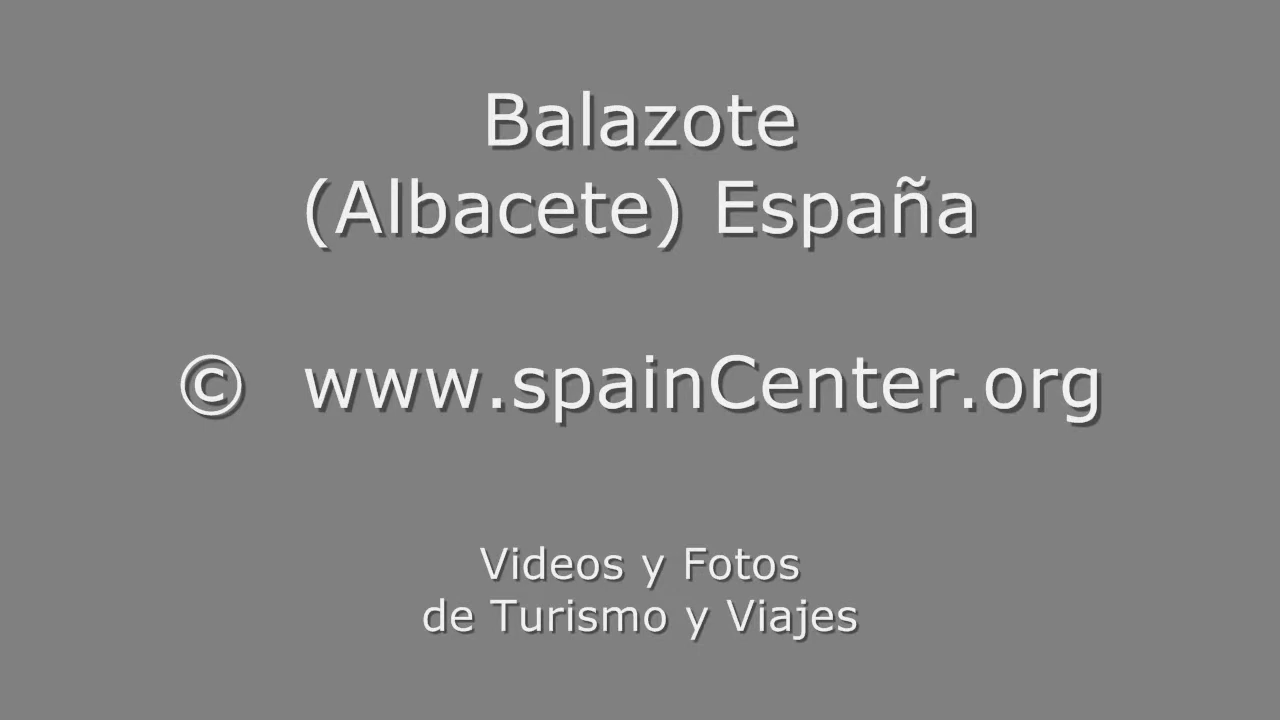 Balazote
(Albacete) España
© www.spainCenter.org
Videos y Fotos
de Turismo y Viajes